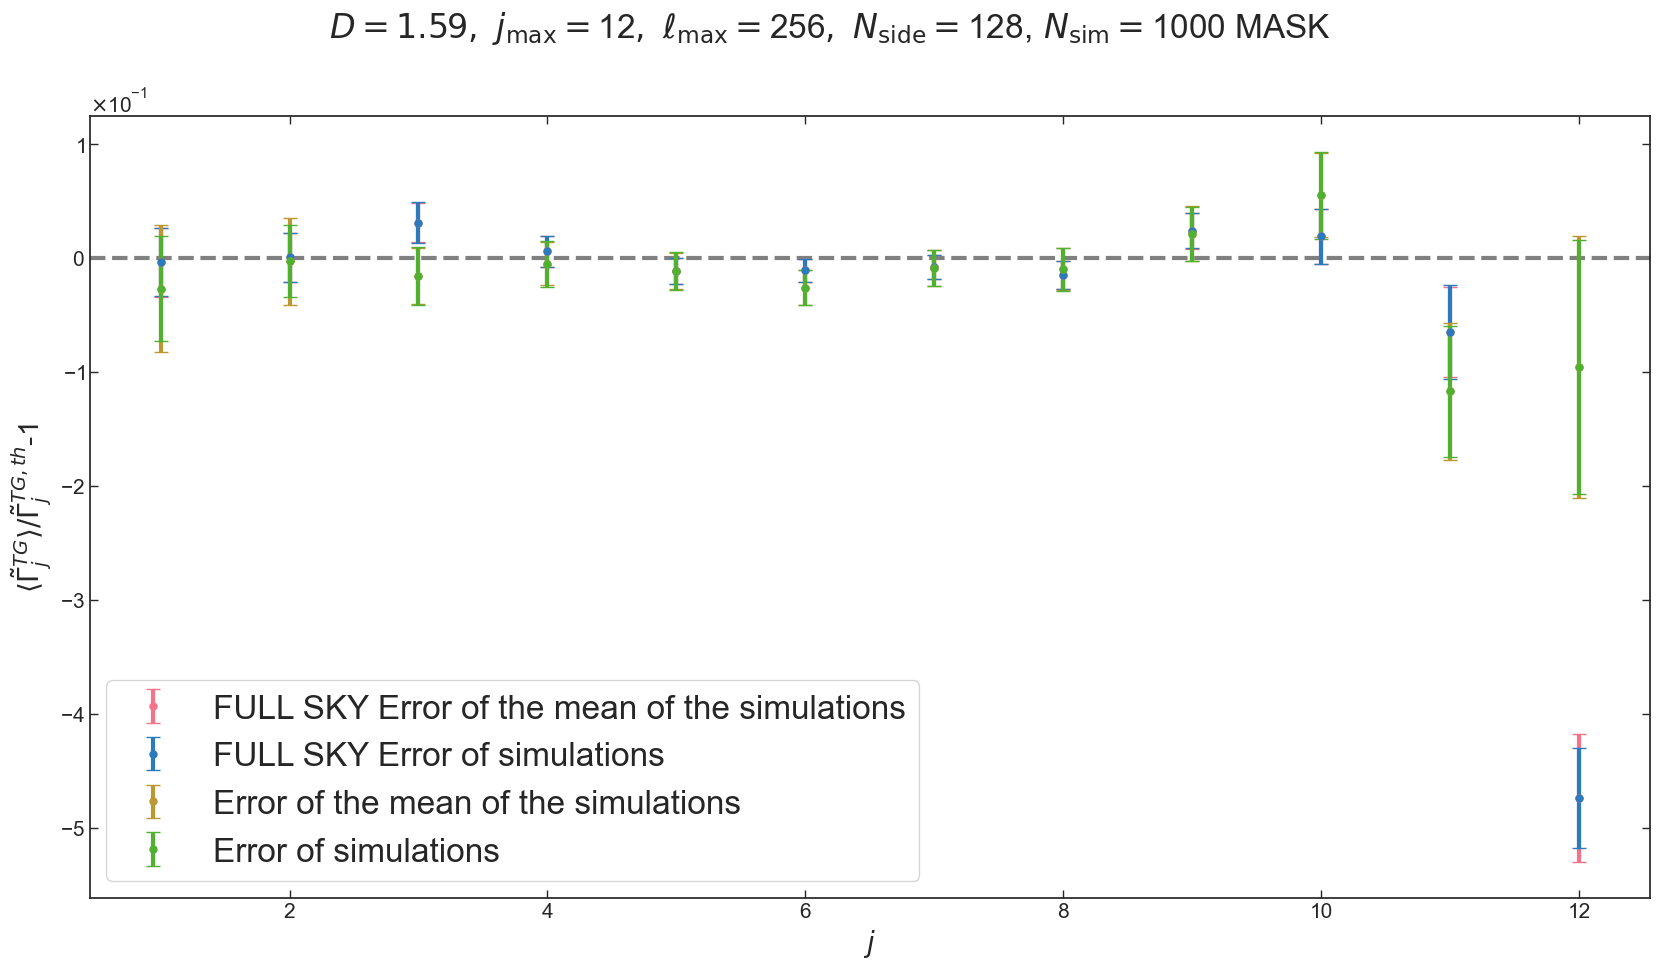 D = 1.59, j_max = 12, ℓ_max = 256, N_side = 128, N_sim = 1000 MASK
×10⁻¹
1
0
−1
−2
−3
−4
−5
⟨Γ̃_j^{TG}⟩/Γ̃_j^{TG, th}-1
FULL SKY Error of the mean of the simulations
FULL SKY Error of simulations
Error of the mean of the simulations
Error of simulations
2 4 6 8 10 12
j